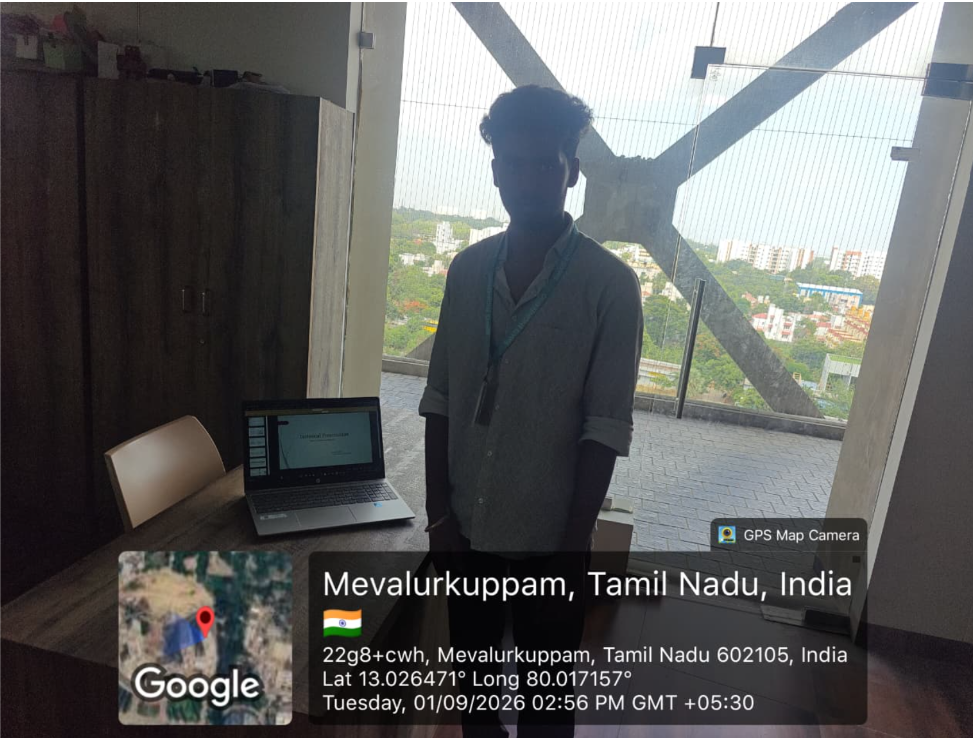 GPS Map Camera
Mevalurkuppam, Tamil Nadu, India
22g8+cwh, Mevalurkuppam, Tamil Nadu 602105, India
Lat 13.026471° Long 80.017157°
Tuesday, 01/09/2026 02:56 PM GMT +05:30
Google